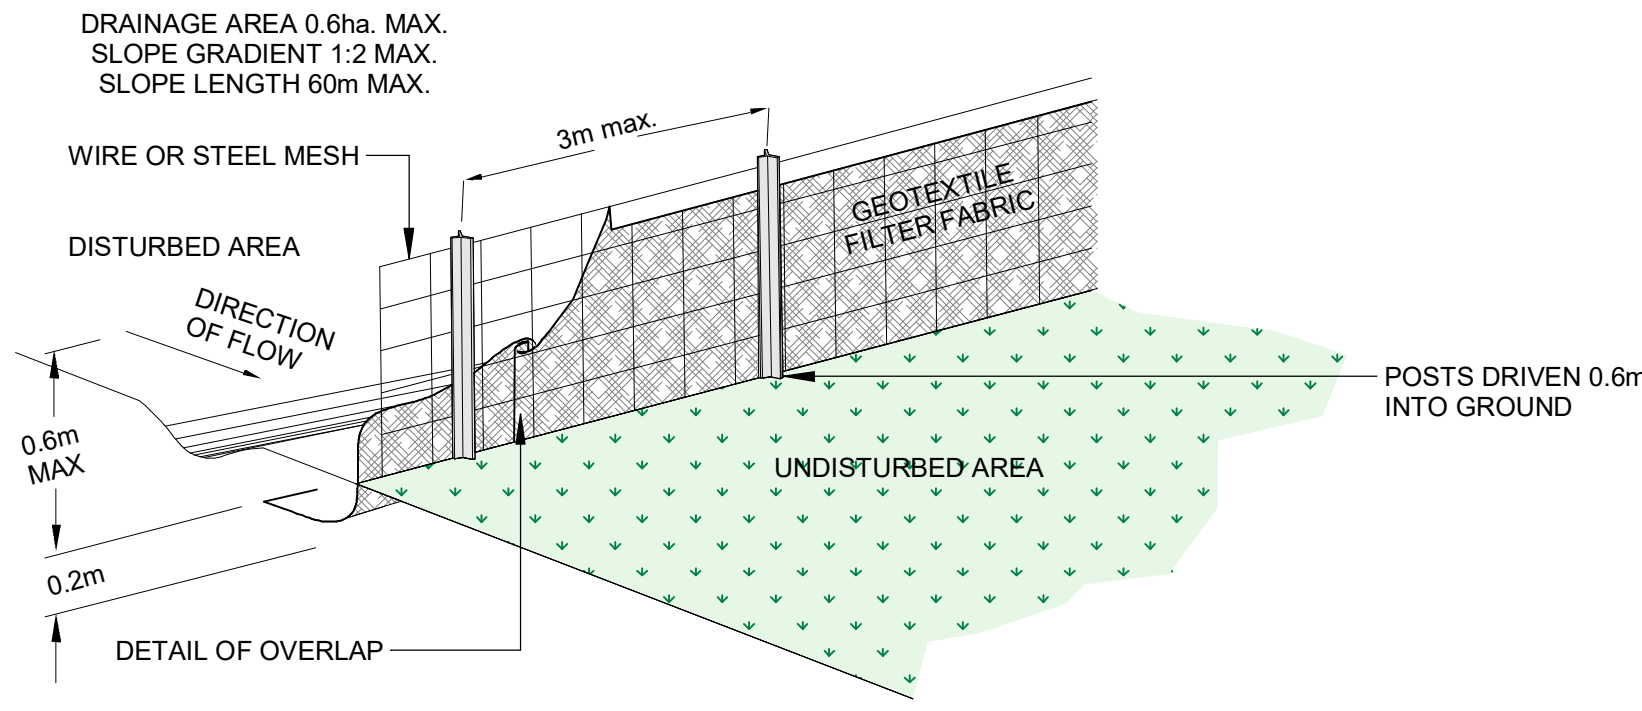 DRAINAGE AREA 0.6ha. MAX.
SLOPE GRADIENT 1:2 MAX.
SLOPE LENGTH 60m MAX.
3m max.
WIRE OR STEEL MESH
GEOTEXTILE
FILTER FABRIC
DISTURBED AREA
DIRECTION
OF FLOW
POSTS DRIVEN 0.6m
INTO GROUND
0.6m
MAX
UNDISTURBED AREA
0.2m
DETAIL OF OVERLAP